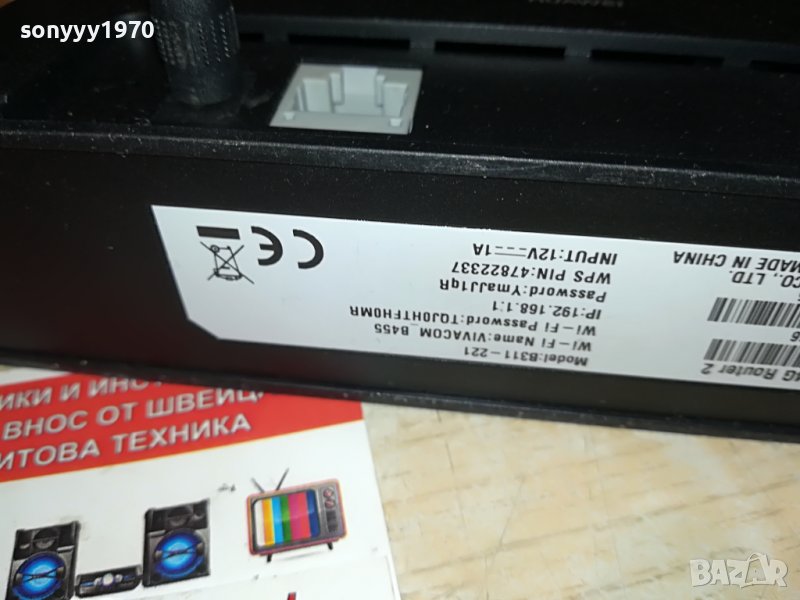 sonyyy1970
4G Router 2
Model:B311-221
Wi-Fi Name:VIVACOM_B455
Wi-Fi Password:TQJ0HTFH0MR
IP:192.168.1.1
Password:YmaJJ1qR
WPS PIN:47822337
INPUT:12V 1A
CO., LTD.
MADE IN CHINA
CE
ВНОС ОТ ШВЕЙЦ
ИТОВА ТЕХНИКА
BAZAR